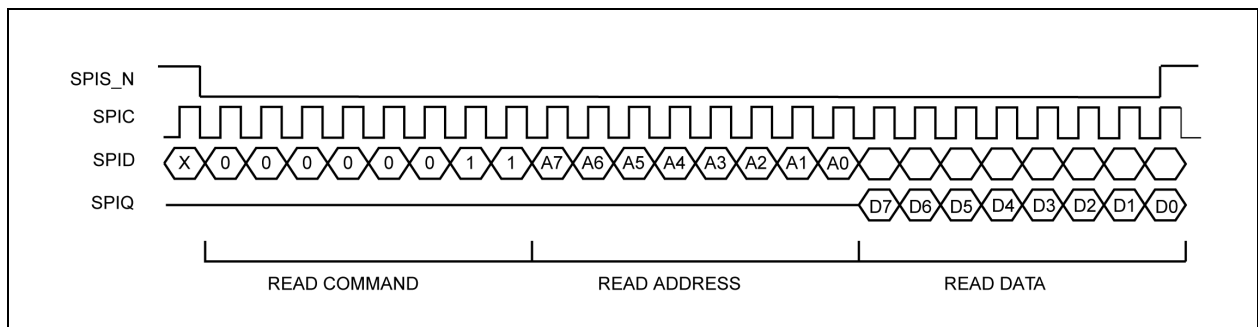 SPIS_N
SPIC
SPID X 0 0 0 0 0 0 1 1 A7 A6 A5 A4 A3 A2 A1 A0
SPIQ D7 D6 D5 D4 D3 D2 D1 D0
READ COMMAND READ ADDRESS READ DATA